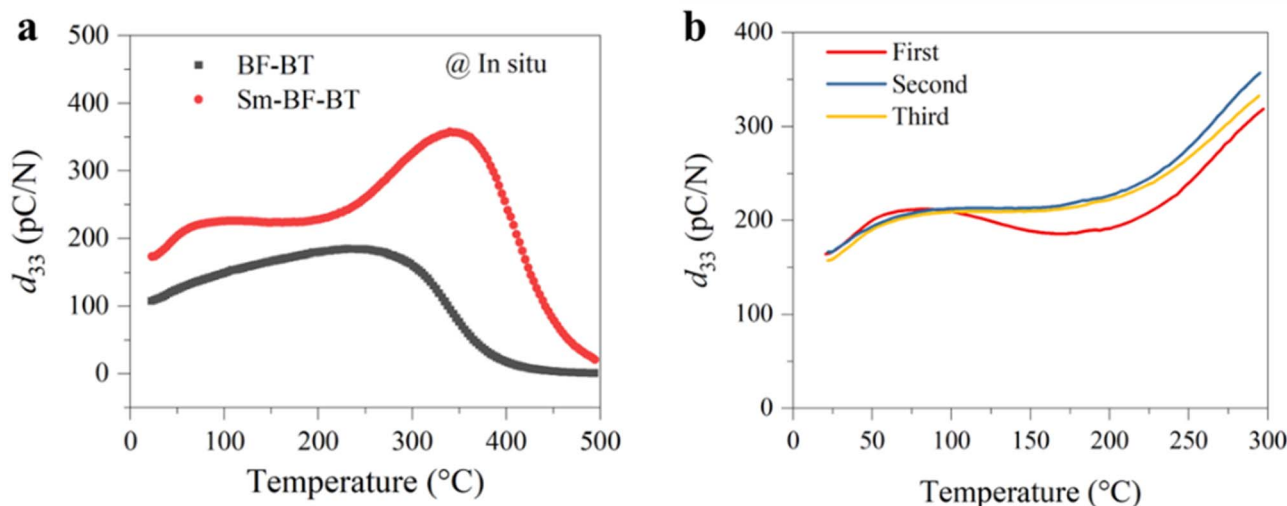 a
500
400
300
200
100
0
d33 (pC/N)
BF-BT
Sm-BF-BT
@ In situ
0 100 200 300 400 500
Temperature (°C)
b
400
300
200
100
0
d33 (pC/N)
First
Second
Third
0 50 100 150 200 250 300
Temperature (°C)